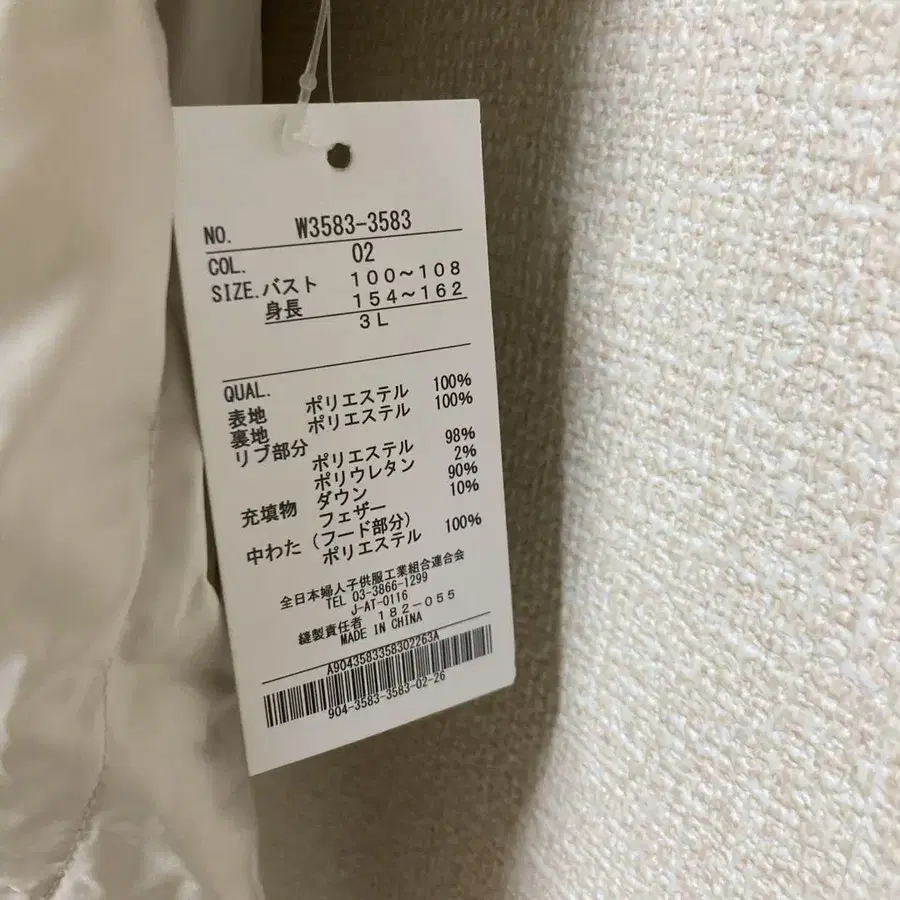 NO. W3583-3583
COL. 02
SIZE.バスト 100～108
身長 154～162
3L
QUAL.
表地 ポリエステル 100%
裏地 ポリエステル 100%
リブ部分
ポリエステル 98%
ポリウレタン 2%
充填物 ダウン 90%
フェザー 10%
中わた (フード部分)
ポリエステル 100%
全日本婦人子供服工業組合連合会
TEL 03-3866-1299
J-AT-0116
縫製責任者 182-055
MADE IN CHINA
A9043583358302263A
904-3583-3583-02-26